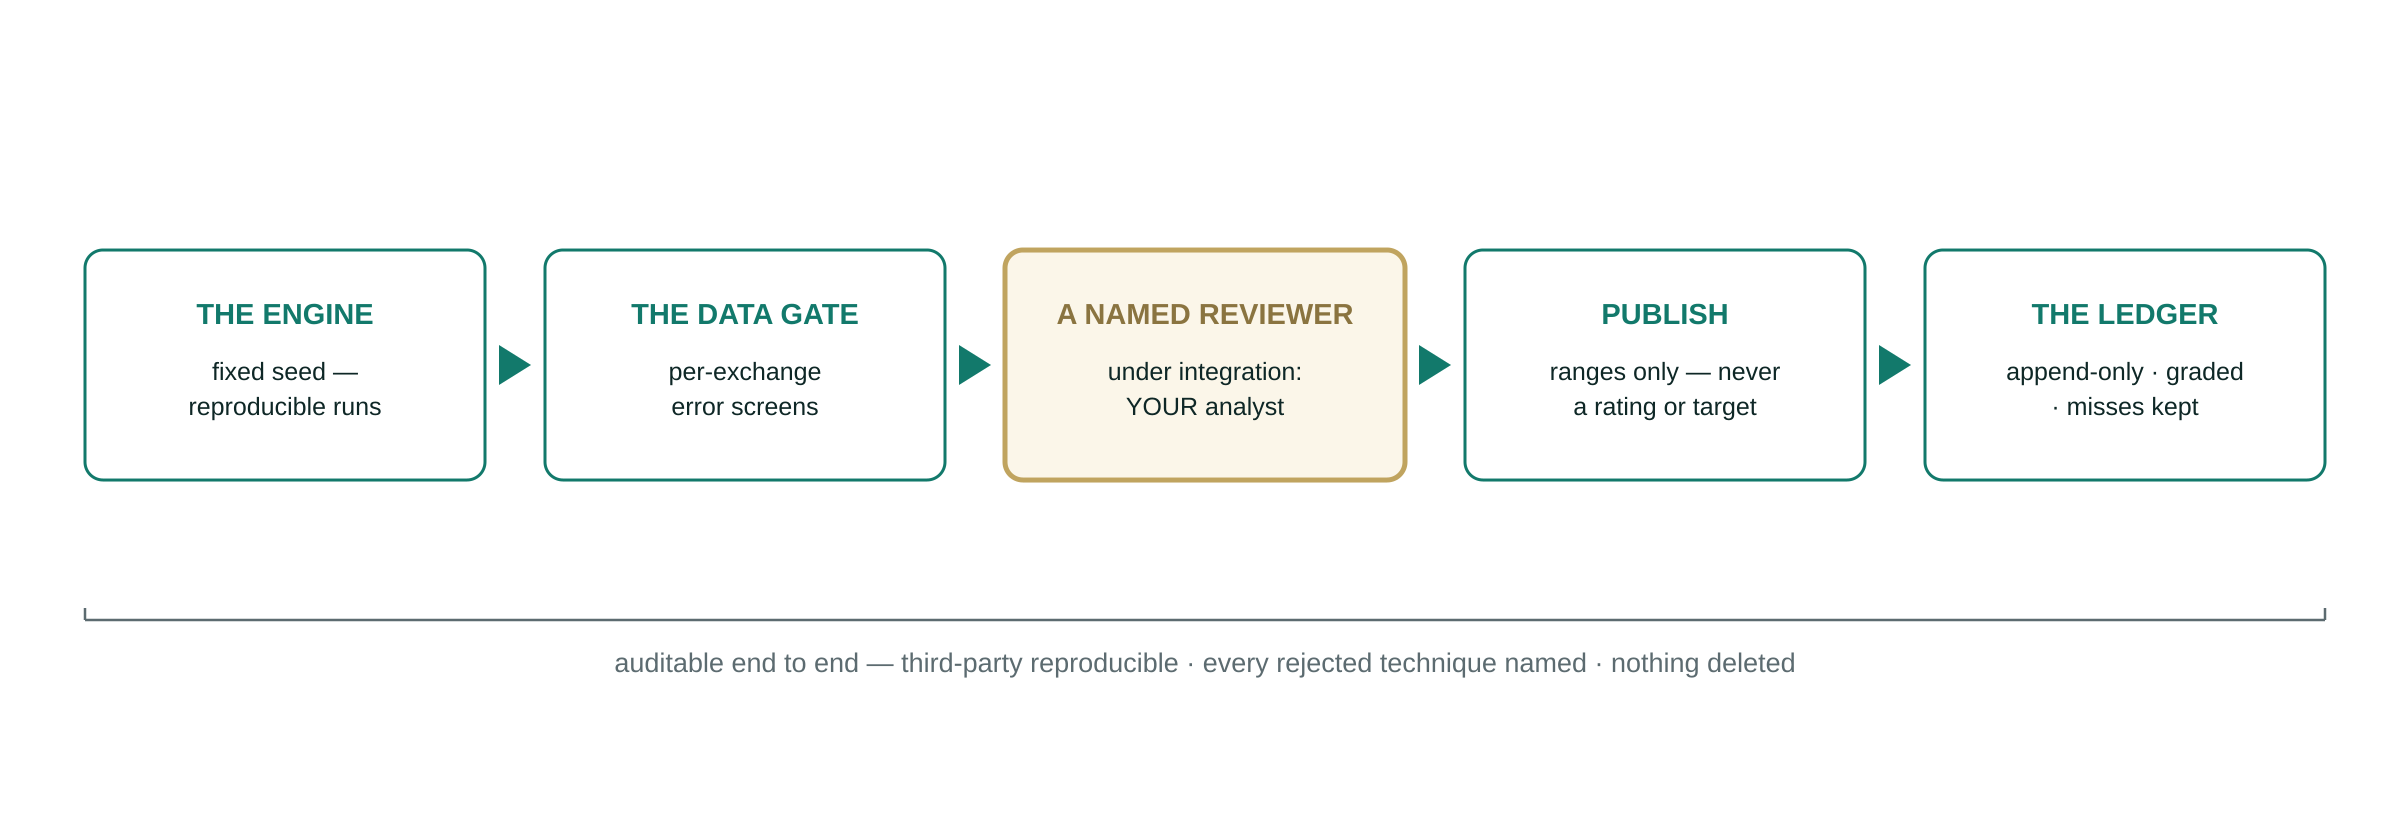 THE ENGINE
fixed seed —
reproducible runs
THE DATA GATE
per-exchange
error screens
A NAMED REVIEWER
under integration:
YOUR analyst
PUBLISH
ranges only — never
a rating or target
THE LEDGER
append-only · graded
· misses kept
auditable end to end — third-party reproducible · every rejected technique named · nothing deleted